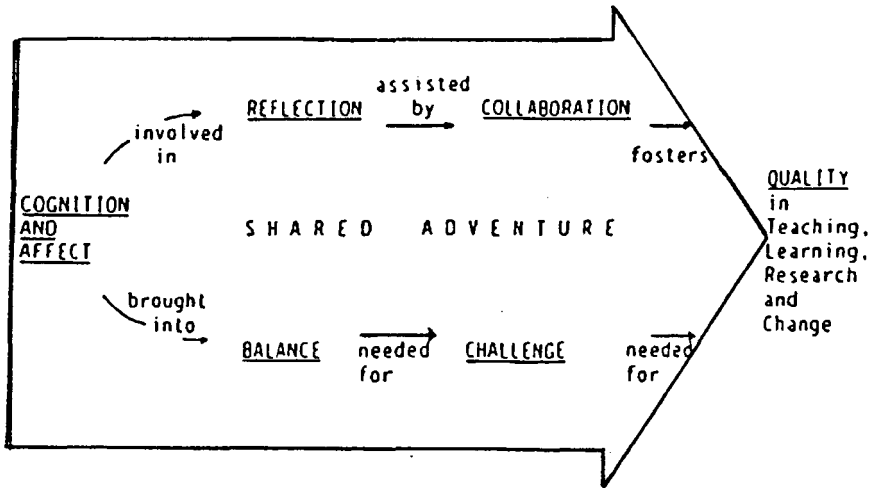 assisted
by
REFLECTION
COLLABORATION
involved
in
fosters
COGNITION
AND
AFFECT
SHARED ADVENTURE
QUALITY
in
Teaching,
Learning,
Research
and
Change
brought
into
BALANCE
needed
for
CHALLENGE
needed
for